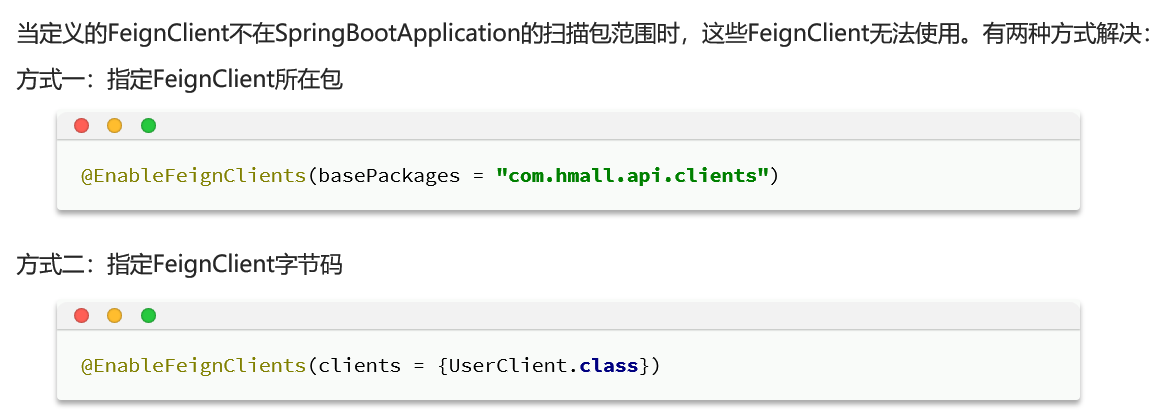 当定义的FeignClient不在SpringBootApplication的扫描包范围时，这些FeignClient无法使用。有两种方式解决：
方式一：指定FeignClient所在包
@EnableFeignClients(basePackages = "com.hmall.api.clients")
方式二：指定FeignClient字节码
@EnableFeignClients(clients = {UserClient.class})